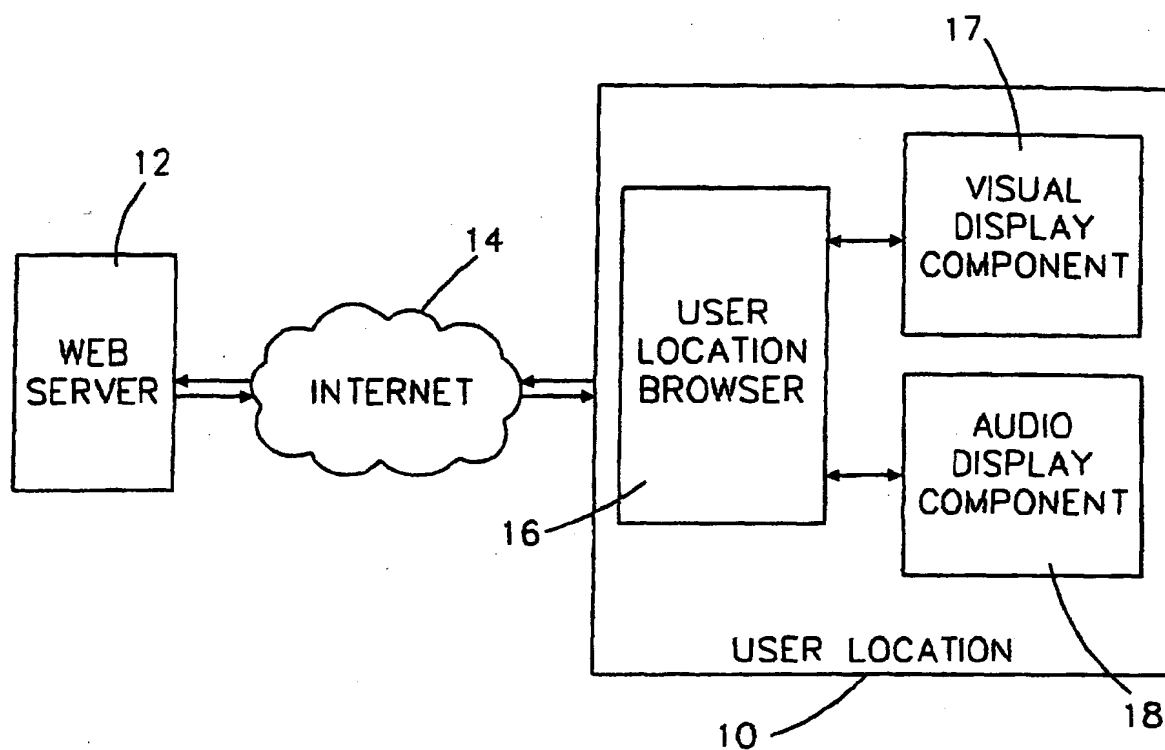 17
12
VISUAL
DISPLAY
COMPONENT
14
WEB
SERVER
INTERNET
USER
LOCATION
BROWSER
AUDIO
DISPLAY
COMPONENT
16
USER LOCATION
10
18